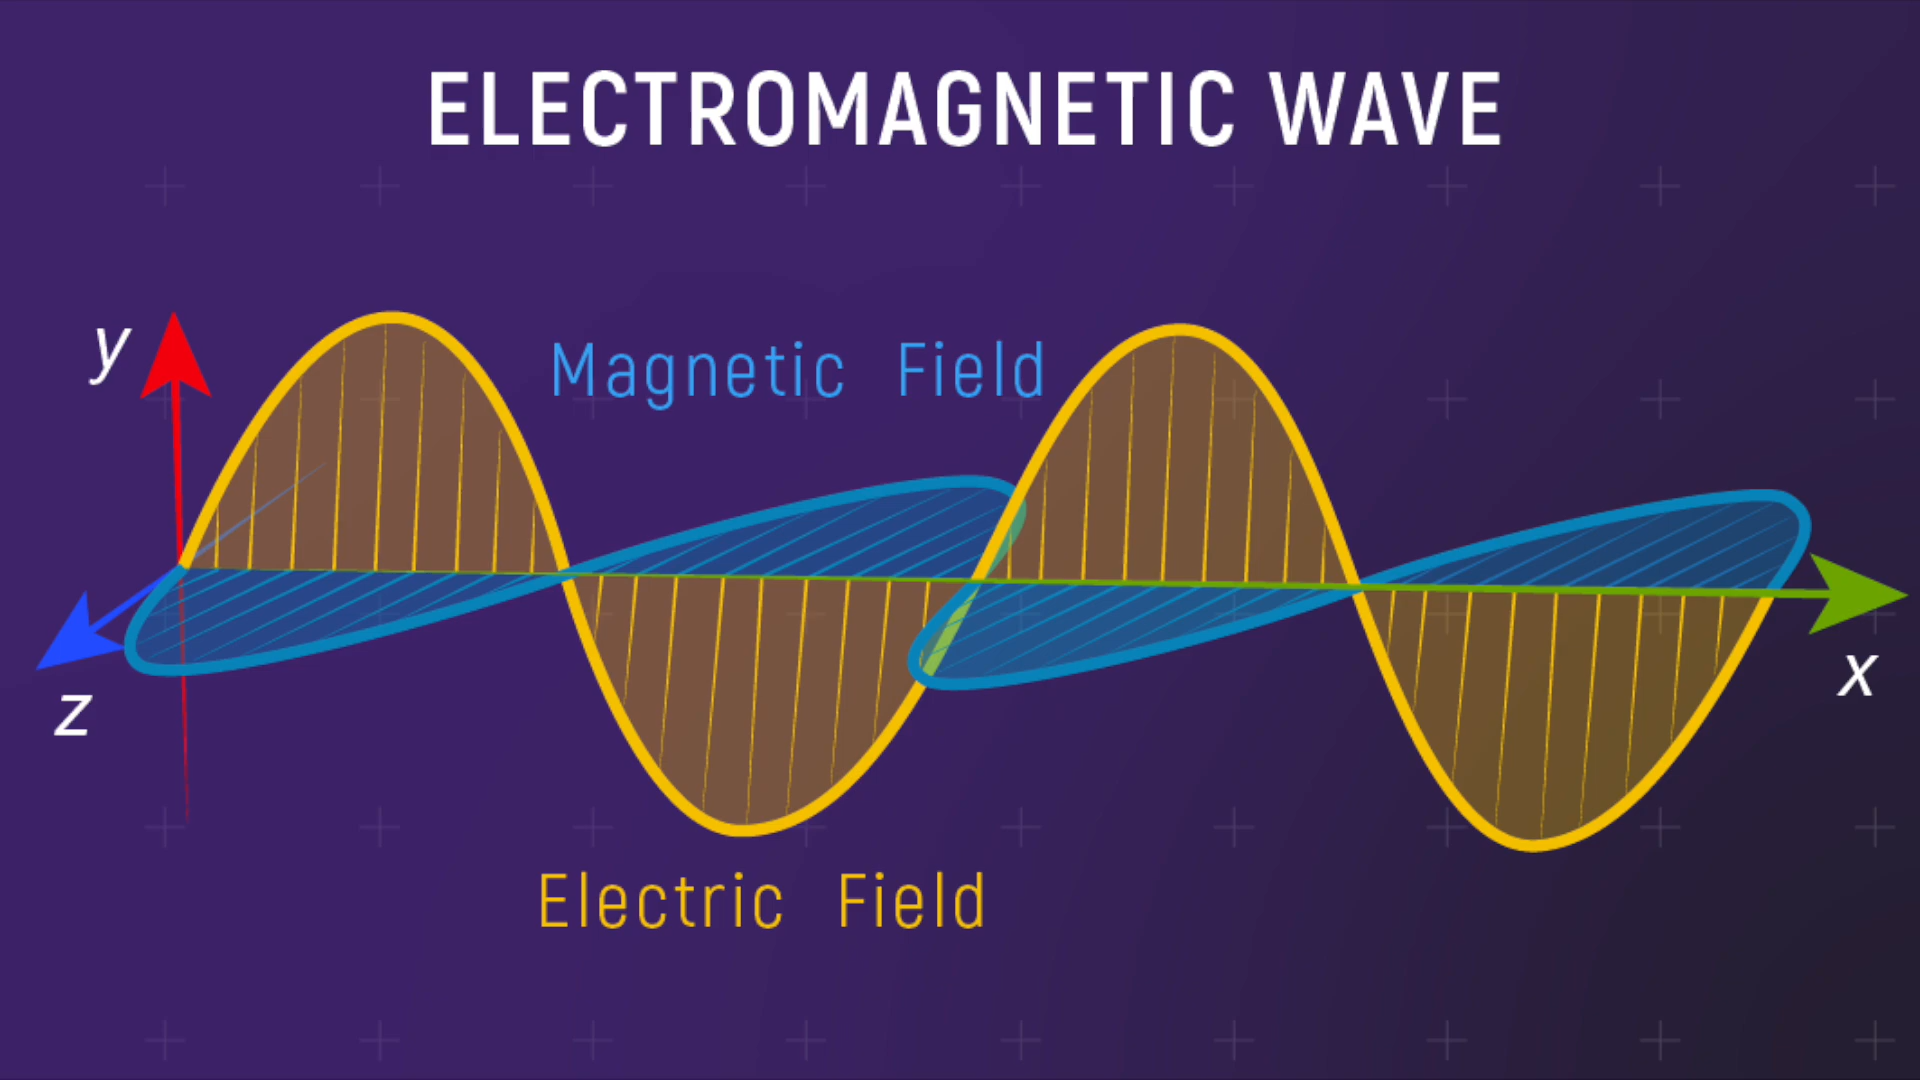 ELECTROMAGNETIC WAVE
y
Magnetic Field
z
x
Electric Field